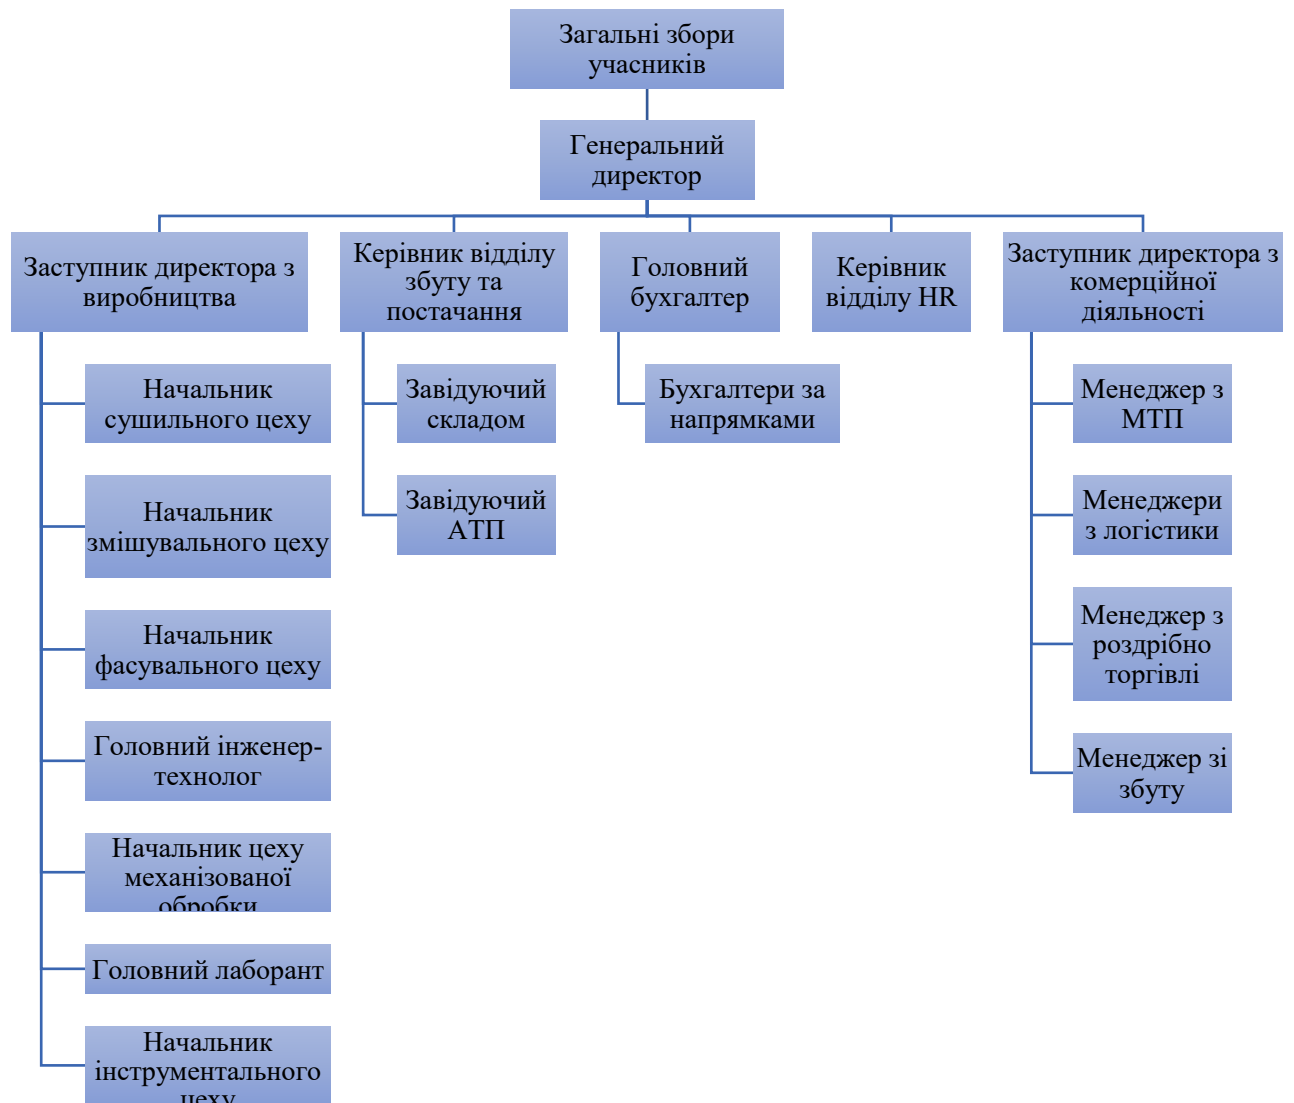 Загальні збори
учасників
Генеральний
директор
Заступник директора з
виробництва
Керівник відділу
збуту та
постачання
Головний
бухгалтер
Керівник
відділу HR
Заступник директора з
комерційної
діяльності
Начальник
сушильного цеху
Начальник
змішувального цеху
Начальник
фасувального цеху
Головний інженер-
технолог
Начальник цеху
механізованої
обробки
Головний лаборант
Начальник
інструментального
цеху
Завідуючий
складом
Завідуючий
АТП
Бухгалтери за
напрямками
Менеджер з
МТП
Менеджери
з логістики
Менеджер з
роздрібно
торгівлі
Менеджер зі
збуту